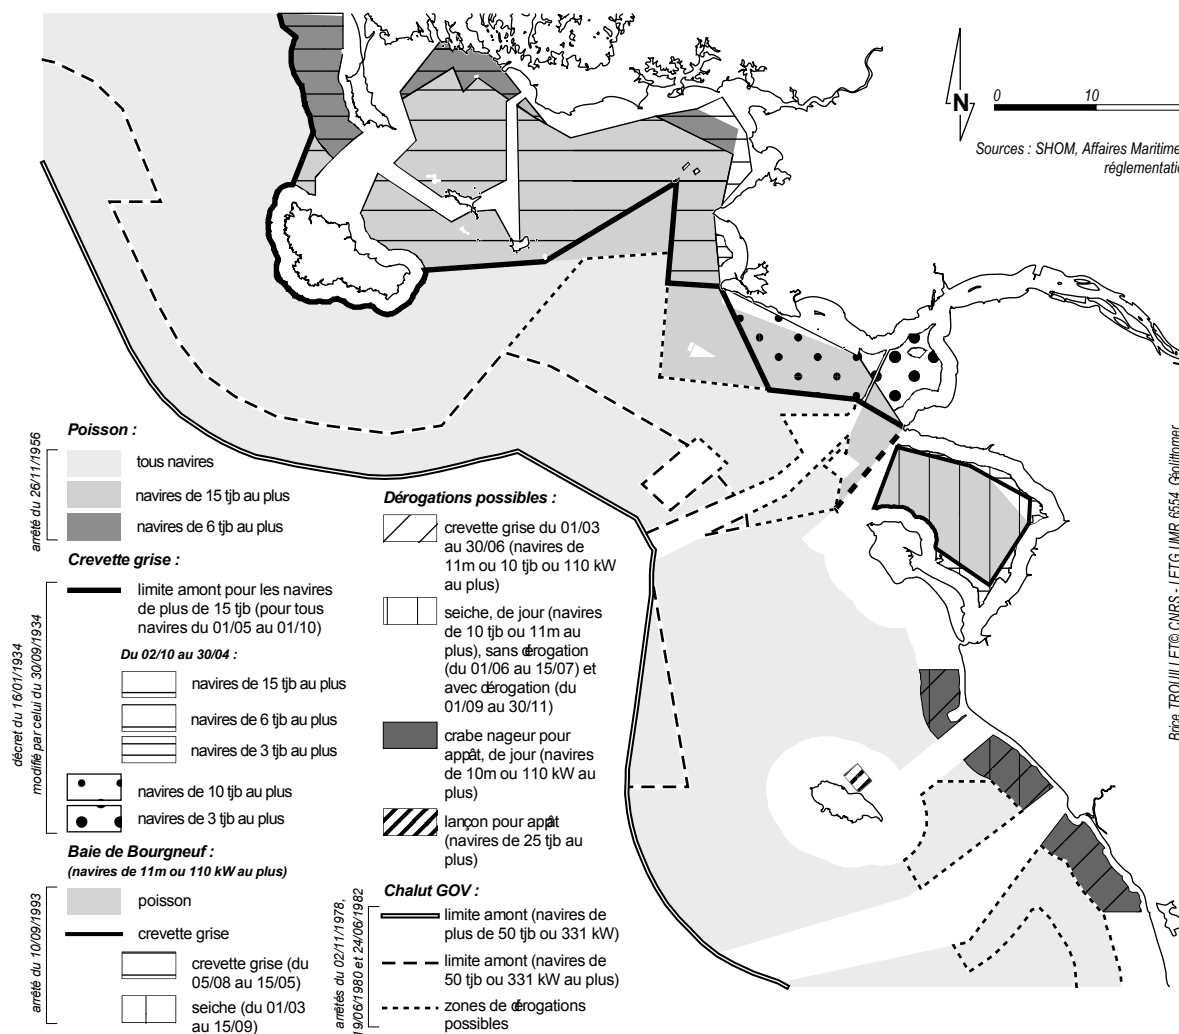 N
0 10
Sources : SHOM, Affaires Maritime
réglementatio
Poisson :
arrêté du 26/11/1956
tous navires
navires de 15 tjb au plus
navires de 6 tjb au plus
Crevette grise :
décret du 16/01/1934
modifié par celui du 30/09/1934
limite amont pour les navires
de plus de 15 tjb (pour tous
navires du 01/05 au 01/10)
Du 02/10 au 30/04 :
navires de 15 tjb au plus
navires de 6 tjb au plus
navires de 3 tjb au plus
navires de 10 tjb au plus
navires de 3 tjb au plus
Baie de Bourgneuf :
(navires de 11m ou 110 kW au plus)
arrêté du 10/09/1993
poisson
crevette grise
crevette grise (du
05/08 au 15/05)
seiche (du 01/03
au 15/09)
Dérogations possibles :
crevette grise du 01/03
au 30/06 (navires de
11m ou 10 tjb ou 110 kW
au plus)
seiche, de jour (navires
de 10 tjb ou 11m au
plus), sans dérogation
(du 01/06 au 15/07) et
avec dérogation (du
01/09 au 30/11)
crabe nageur pour
appât, de jour (navires
de 10m ou 110 kW au
plus)
lançon pour appât
(navires de 25 tjb au
plus)
Chalut GOV :
arrêtés du 02/11/1978,
19/06/1980 et 24/06/1982
limite amont (navires de
plus de 50 tjb ou 331 kW)
limite amont (navires de
50 tjb ou 331 kW au plus)
zones de dérogations
possibles
Brice TROUILLET© CNRS - LETG UMR 6554 Géolittomer